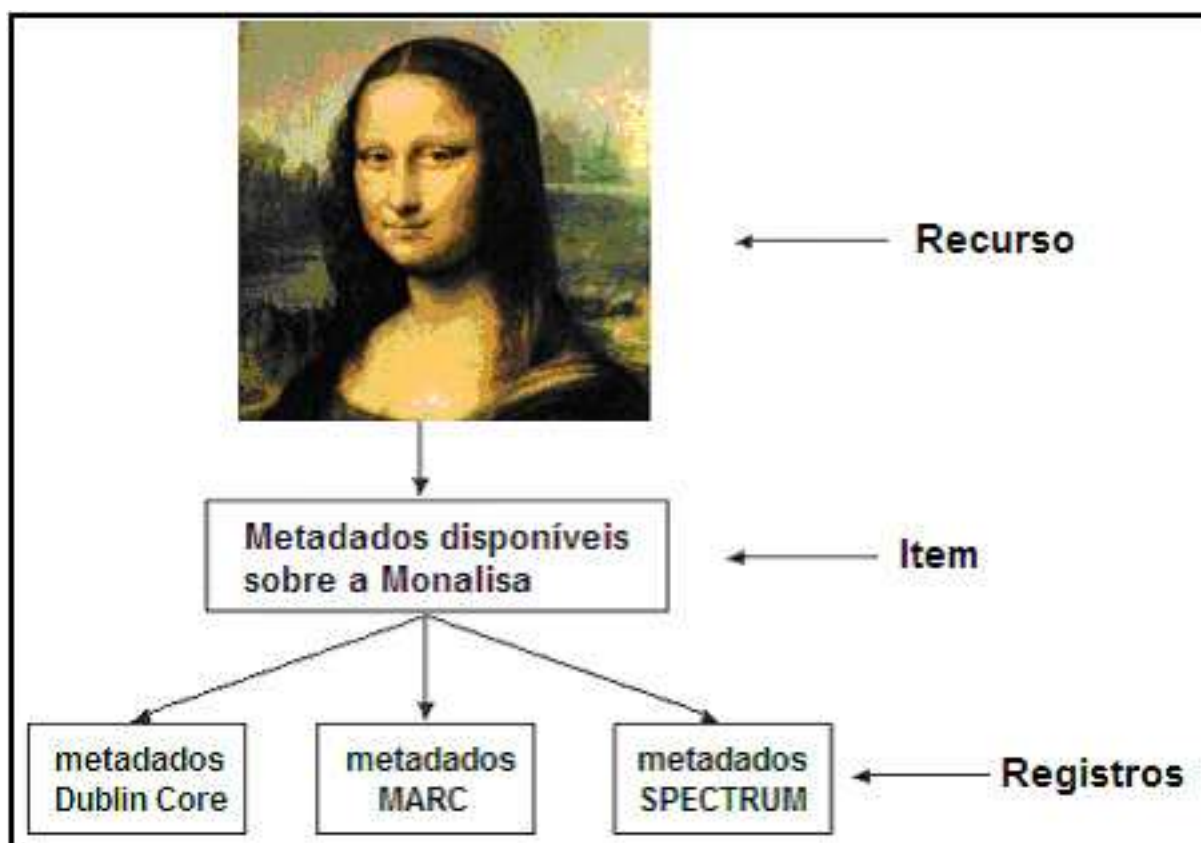 Recurso
Metadados disponíveis
sobre a Monalisa
Item
metadados
Dublin Core
metadados
MARC
metadados
SPECTRUM
Registros